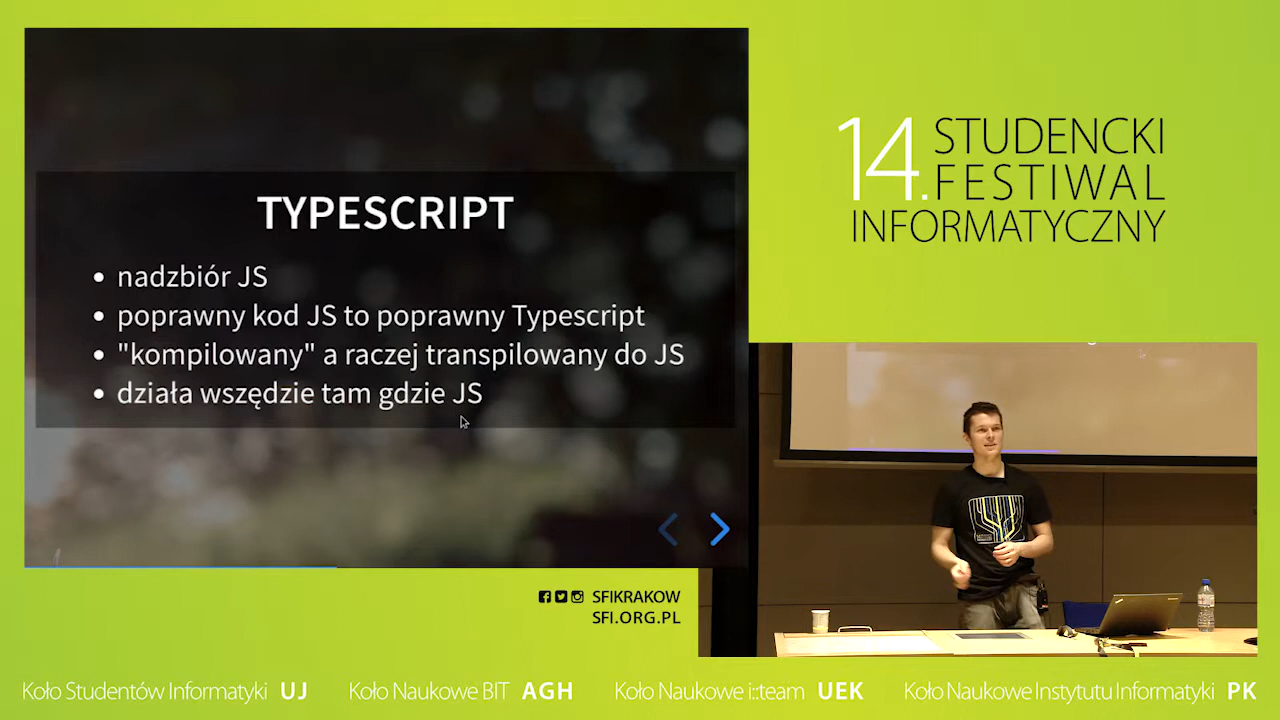 TYPESCRIPT
nadzbiór JS
poprawny kod JS to poprawny Typescript
"kompilowany" a raczej transpilowany do JS
działa wszędzie tam gdzie JS
14. STUDENCKI
FESTIWAL
INFORMATYCZNY
SFIKRAKOW
SFI.ORG.PL
Koło Studentów Informatyki UJ
Koło Naukowe BIT AGH
Koło Naukowe i::team UEK
Koło Naukowe Instytutu Informatyki PK